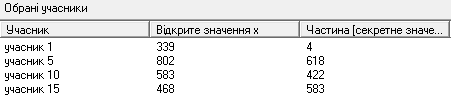 Обрані учасники
Учасник Відкрите значення x Частина [секретне значе...
учасник 1 339 4
учасник 5 802 618
учасник 10 583 422
учасник 15 468 583